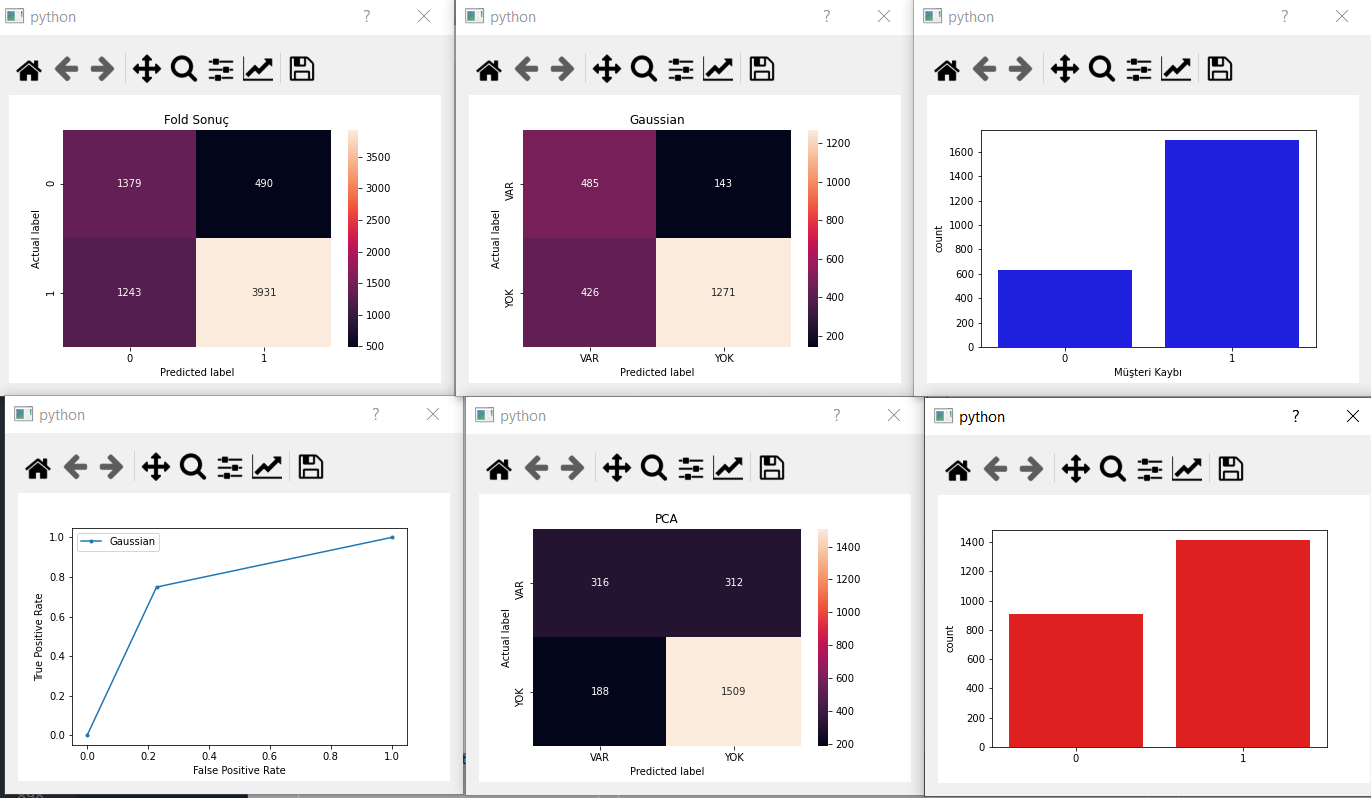 python
?
Fold Sonuç
1379 490
1243 3931
0
1
Actual label
0 1
Predicted label
3500
3000
2500
2000
1500
1000
500
python
?
Gaussian
485 143
426 1271
VAR
YOK
Actual label
VAR YOK
Predicted label
1200
1000
800
600
400
200
python
?
1600
1400
1200
1000
800
600
400
200
0
count
0 1
Müşteri Kaybı
python
?
Gaussian
1.0
0.8
0.6
0.4
0.2
0.0
True Positive Rate
0.0 0.2 0.4 0.6 0.8 1.0
False Positive Rate
python
?
PCA
316 312
188 1509
VAR
YOK
Actual label
VAR YOK
Predicted label
1400
1200
1000
800
600
400
200
python
?
1400
1200
1000
800
600
400
200
0
count
0 1